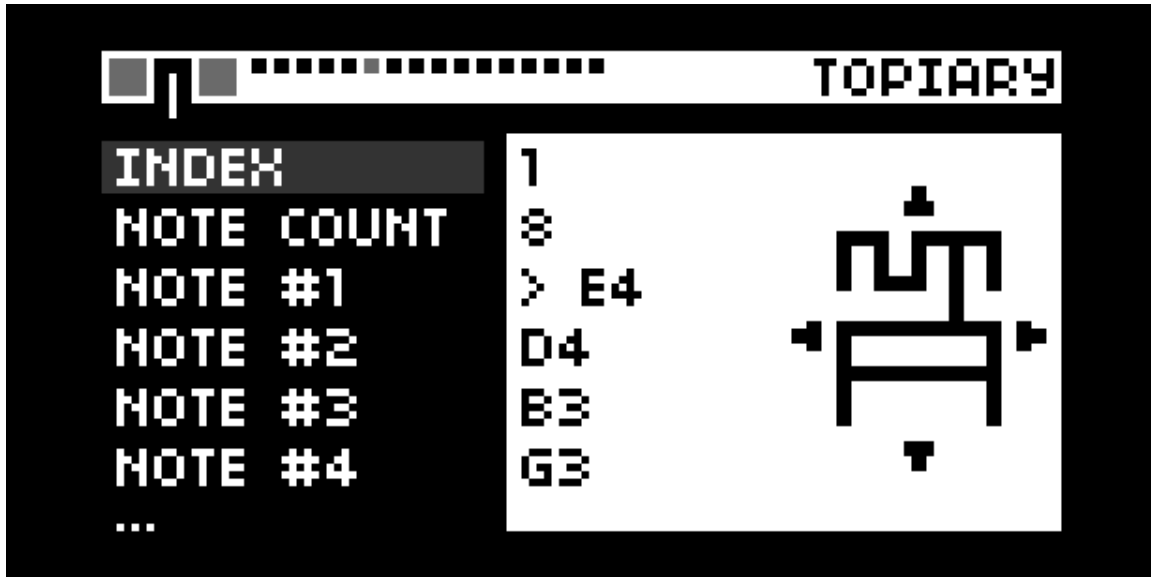 TOPIARY
INDEX 1
NOTE COUNT 8
NOTE #1 > E4
NOTE #2 D4
NOTE #3 B3
NOTE #4 G3
...